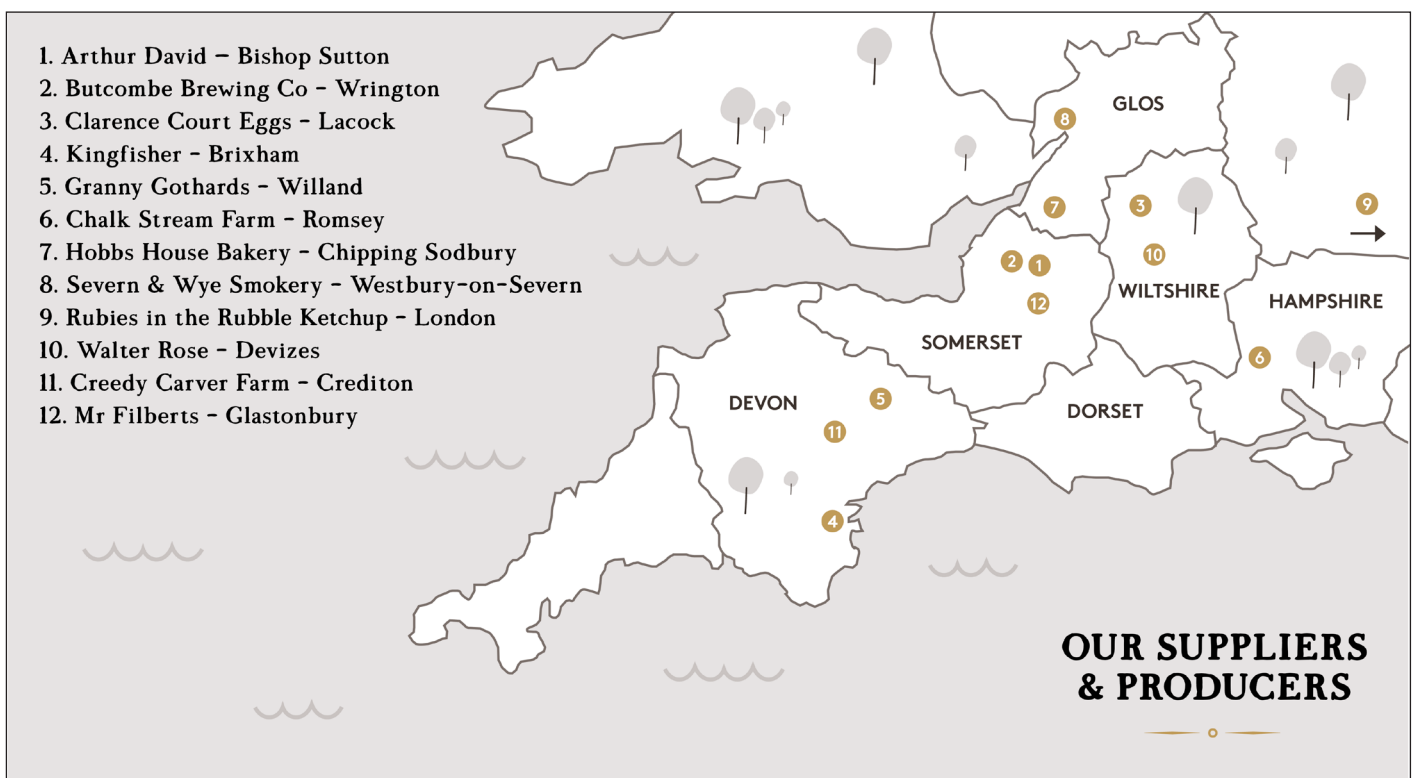 1. Arthur David – Bishop Sutton
2. Butcombe Brewing Co – Wrington
3. Clarence Court Eggs – Lacock
4. Kingfisher – Brixham
5. Granny Gothards – Willand
6. Chalk Stream Farm – Romsey
7. Hobbs House Bakery – Chipping Sodbury
8. Severn & Wye Smokery – Westbury-on-Severn
9. Rubies in the Rubble Ketchup – London
10. Walter Rose – Devizes
11. Creedy Carver Farm – Crediton
12. Mr Filberts – Glastonbury
GLOS
8
7
3
9
2
1
10
12
WILTSHIRE
HAMPSHIRE
SOMERSET
6
DEVON
5
DORSET
11
4
OUR SUPPLIERS
& PRODUCERS